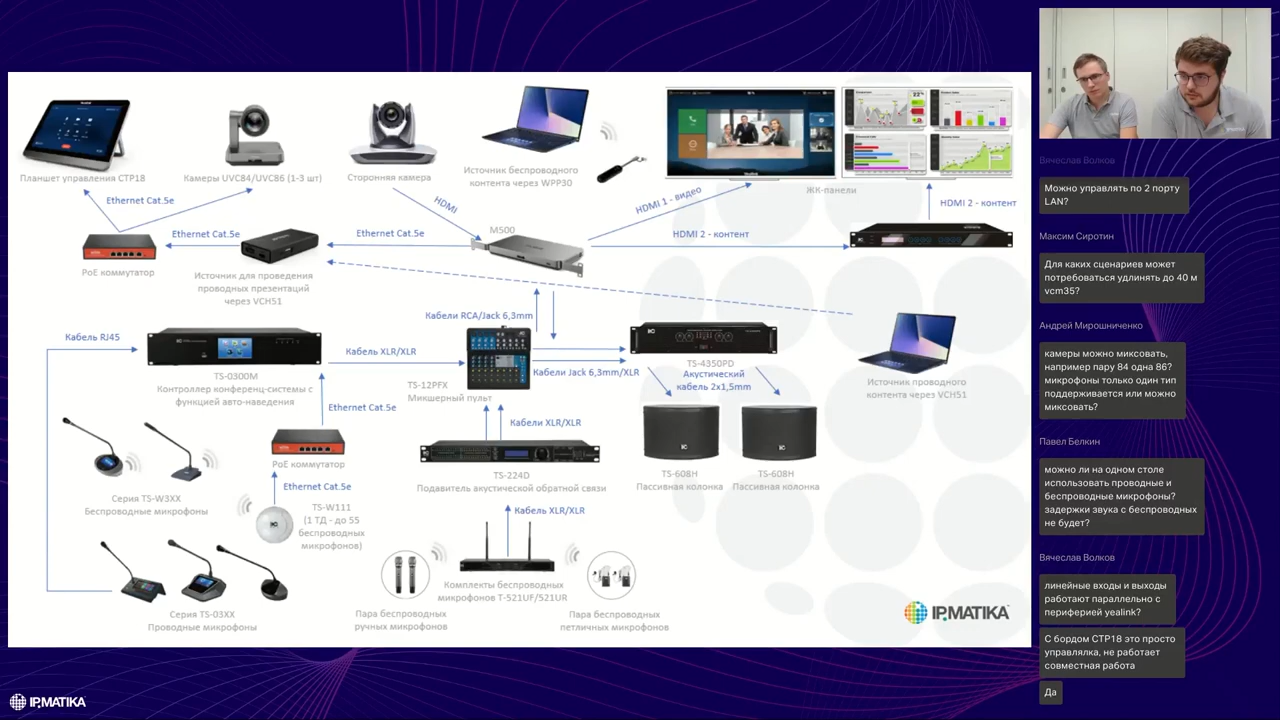 Планшет управления CTP18
Камеры UVC84/UVC86 (1-3 шт)
Сторонняя камера
Источник беспроводного
контента через WPP30
ЖК-панели
Ethernet Cat.5e
HDMI
HDMI 1 - видео
HDMI 2 - контент
Ethernet Cat.5e
Ethernet Cat.5e
M500
HDMI 2 - контент
PoE коммутатор
Источник для проведения
проводных презентаций
через VCH51
Кабель RJ45
Кабели RCA/Jack 6,3mm
TS-0300M
Контроллер конференц-системы с
функцией авто-наведения
Кабель XLR/XLR
TS-12PFX
Микшерный пульт
Кабели Jack 6,3mm/XLR
TS-4350PD
Акустический
кабель 2x1,5mm
Источник проводного
контента через VCH51
Ethernet Cat.5e
Кабели XLR/XLR
PoE коммутатор
TS-224D
Подавитель акустической обратной связи
TS-608H
Пассивная колонка
TS-608H
Пассивная колонка
Серия TS-W3XX
Беспроводные микрофоны
Ethernet Cat.5e
TS-W111
(1 ТД - до 55
беспроводных
микрофонов)
Кабель XLR/XLR
Комплекты беспроводных
микрофонов T-521UF/521UR
Серия TS-03XX
Проводные микрофоны
Пара беспроводных
ручных микрофонов
Пара беспроводных
петличных микрофонов
IP.MATIKA
IP.MATIKA
Вячеслав Волков
Можно управлять по 2 порту
LAN?
Максим Сиротин
Для каких сценариев может
потребоваться удлинять до 40 м
vcm35?
Андрей Мирошниченко
камеры можно миксовать,
например пару 84 одна 86?
микрофоны только один тип
поддерживается или можно
миксовать?
Павел Белкин
можно ли на одном столе
использовать проводные и
беспроводные микрофоны?
задержки звука с беспроводных
не будет?
Вячеслав Волков
линейные входы и выходы
работают параллельно с
периферией yealink?
С бордом CTP18 это просто
управлялка, не работает
совместная работа
Да